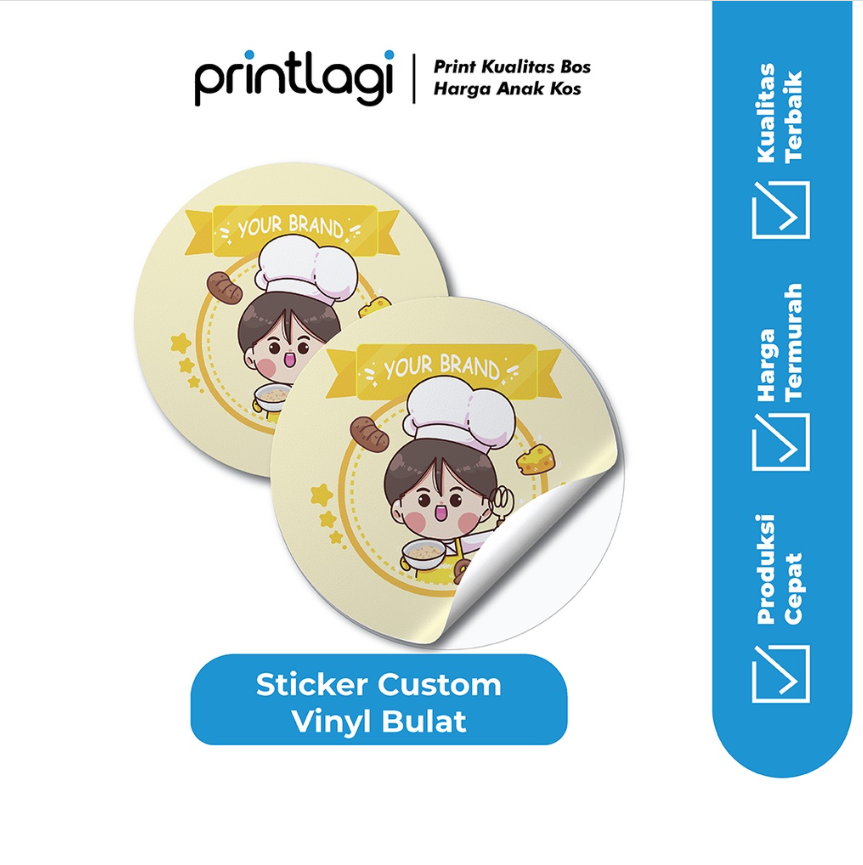 printlagi
Print Kualitas Bos
Harga Anak Kos
YOUR BRAND
YOUR BRAND
Sticker Custom
Vinyl Bulat
Kualitas
Terbaik
Harga
Termurah
Produksi
Cepat